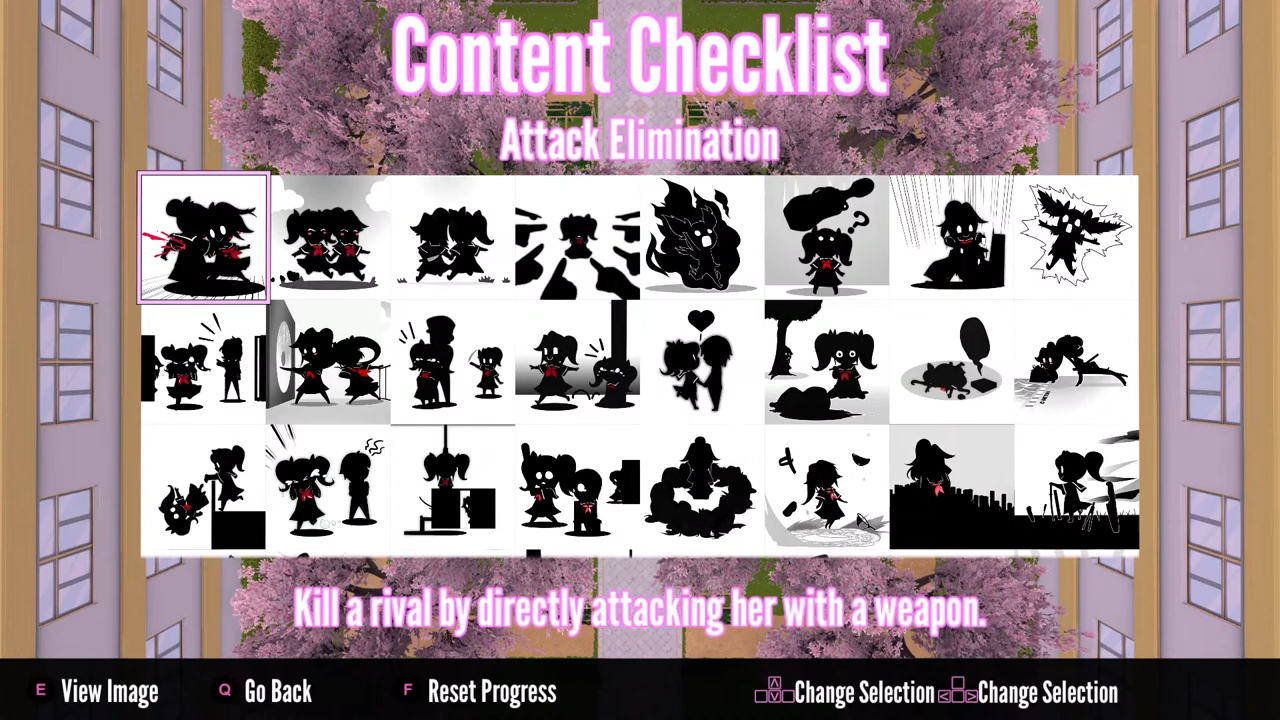 Content Checklist
Attack Elimination
Kill a rival by directly attacking her with a weapon.
E View Image Q Go Back F Reset Progress Change Selection Change Selection